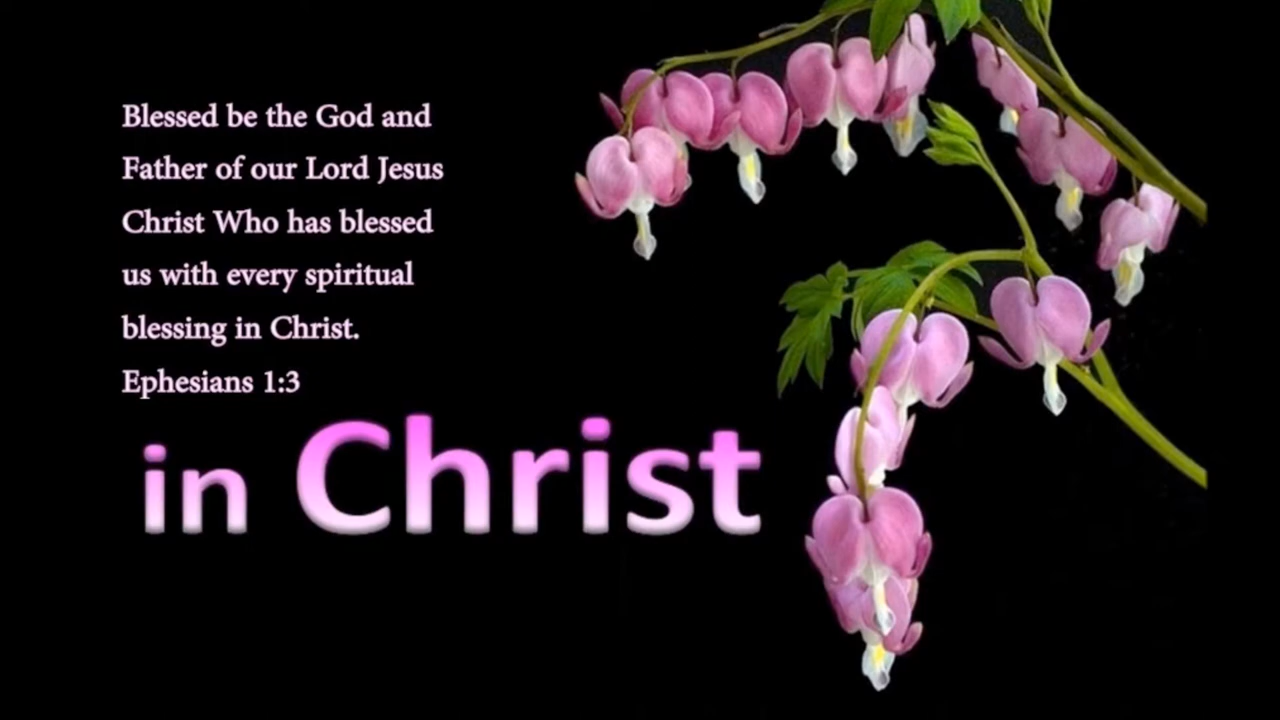 Blessed be the God and
Father of our Lord Jesus
Christ Who has blessed
us with every spiritual
blessing in Christ.
Ephesians 1:3
in Christ